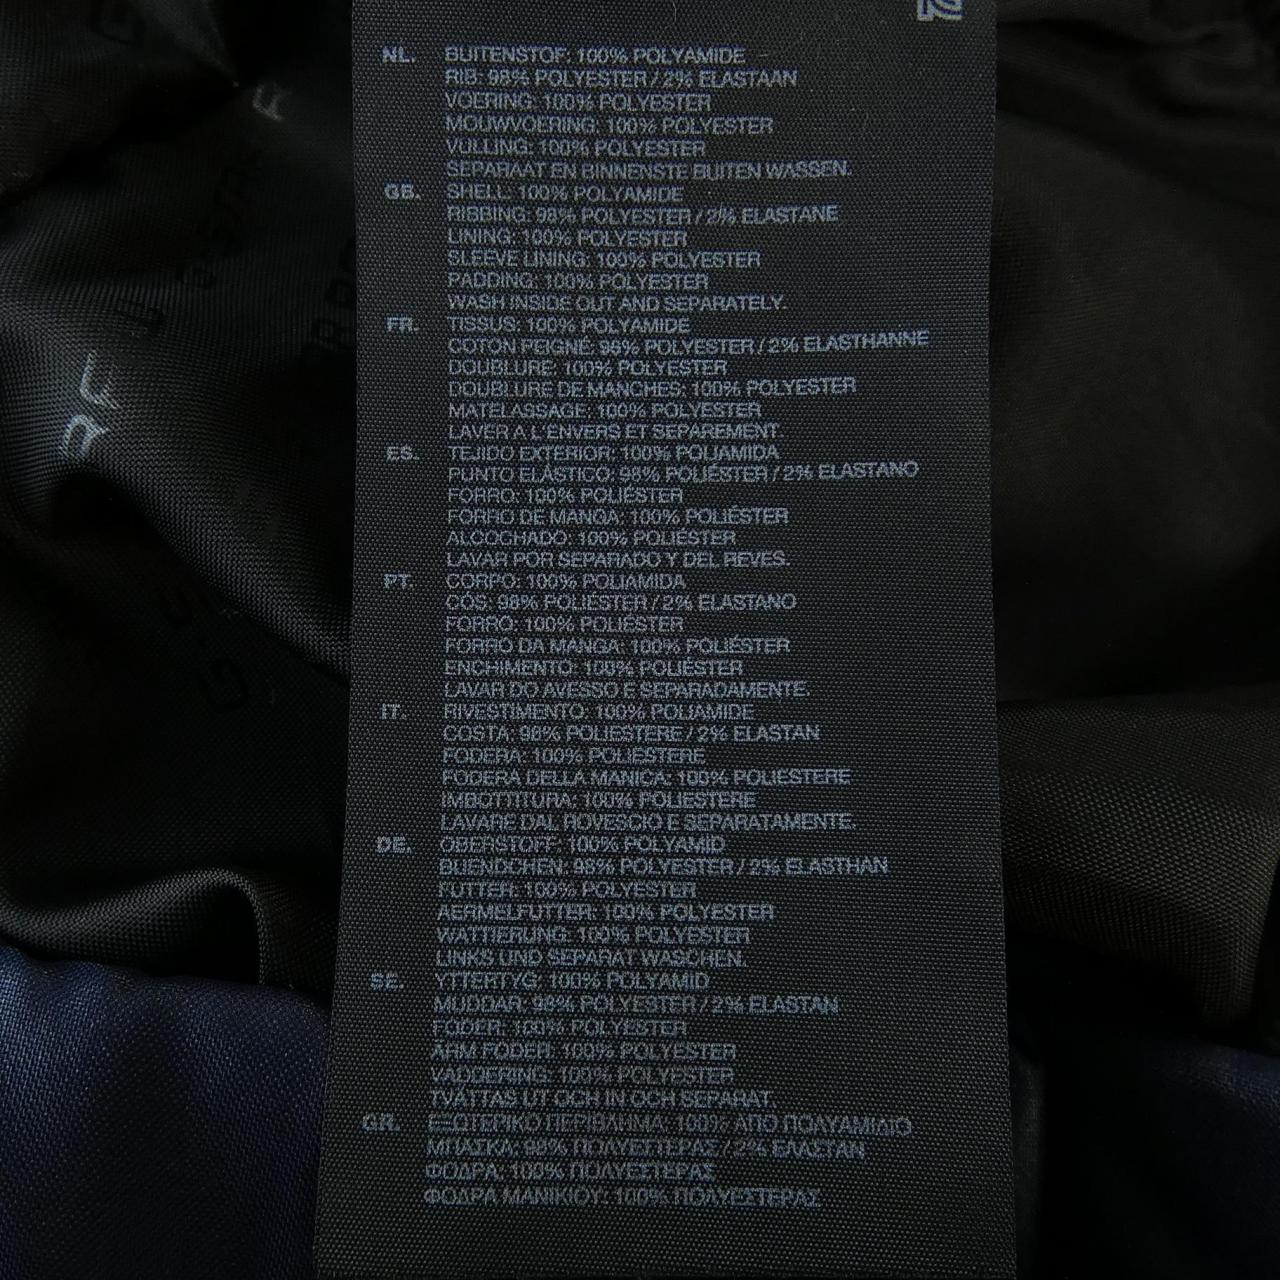 NL. BUITENSTOF: 100% POLYAMIDE
RIB: 98% POLYESTER / 2% ELASTAAN
VOERING: 100% POLYESTER
MOUWVOERING: 100% POLYESTER
VULLING: 100% POLYESTER
SEPARAAT EN BINNENSTE BUITEN WASSEN.
GB. SHELL: 100% POLYAMIDE
RIBBING: 98% POLYESTER / 2% ELASTANE
LINING: 100% POLYESTER
SLEEVE LINING: 100% POLYESTER
PADDING: 100% POLYESTER
WASH INSIDE OUT AND SEPARATELY.
FR. TISSUS: 100% POLYAMIDE
COTON PEIGNÉ: 98% POLYESTER / 2% ELASTHANNE
DOUBLURE: 100% POLYESTER
DOUBLURE DE MANCHES: 100% POLYESTER
MATELASSAGE: 100% POLYESTER
LAVER A L'ENVERS ET SEPAREMENT
ES. TEJIDO EXTERIOR: 100% POLIAMIDA
PUNTO ELÁSTICO: 98% POLIÉSTER / 2% ELASTANO
FORRO: 100% POLIÉSTER
FORRO DE MANGA: 100% POLIÉSTER
ALCOCHADO: 100% POLIÉSTER
LAVAR POR SEPARADO Y DEL REVES.
PT. CORPO: 100% POLIAMIDA
CÓS: 98% POLIÉSTER / 2% ELASTANO
FORRO: 100% POLIÉSTER
FORRO DA MANGA: 100% POLIÉSTER
ENCHIMENTO: 100% POLIÉSTER
LAVAR DO AVESSO E SEPARADAMENTE.
IT. RIVESTIMENTO: 100% POLIAMIDE
COSTA: 98% POLIESTERE / 2% ELASTAN
FODERA: 100% POLIESTERE
FODERA DELLA MANICA: 100% POLIESTERE
IMBOTTITURA: 100% POLIESTERE
LAVARE DAL ROVESCIO E SEPARATAMENTE.
DE. OBERSTOFF: 100% POLYAMID
BUENDCHEN: 98% POLYESTER / 2% ELASTHAN
FUTTER: 100% POLYESTER
AERMELFUTTER: 100% POLYESTER
WATTIERUNG: 100% POLYESTER
LINKS UND SEPARAT WASCHEN.
SE. YTTERTYG: 100% POLYAMID
MUDDAR: 98% POLYESTER / 2% ELASTAN
FODER: 100% POLYESTER
ÄRM FODER: 100% POLYESTER
VADDERING: 100% POLYESTER
TVÄTTAS UT OCH IN OCH SEPARAT.
GR. ΕΞΩΤΕΡΙΚΟ ΠΕΡΙΒΛΗΜΑ: 100% ΑΠΟ ΠΟΛΥΑΜΙΔΙΟ
ΜΠΑΣΚΑ: 98% ΠΟΛΥΕΣΤΕΡΑΣ / 2% ΕΛΑΣΤΑΝ
ΦΟΔΡΑ: 100% ΠΟΛΥΕΣΤΕΡΑΣ
ΦΟΔΡΑ ΜΑΝΙΚΙΟΥ: 100% ΠΟΛΥΕΣΤΕΡΑΣ